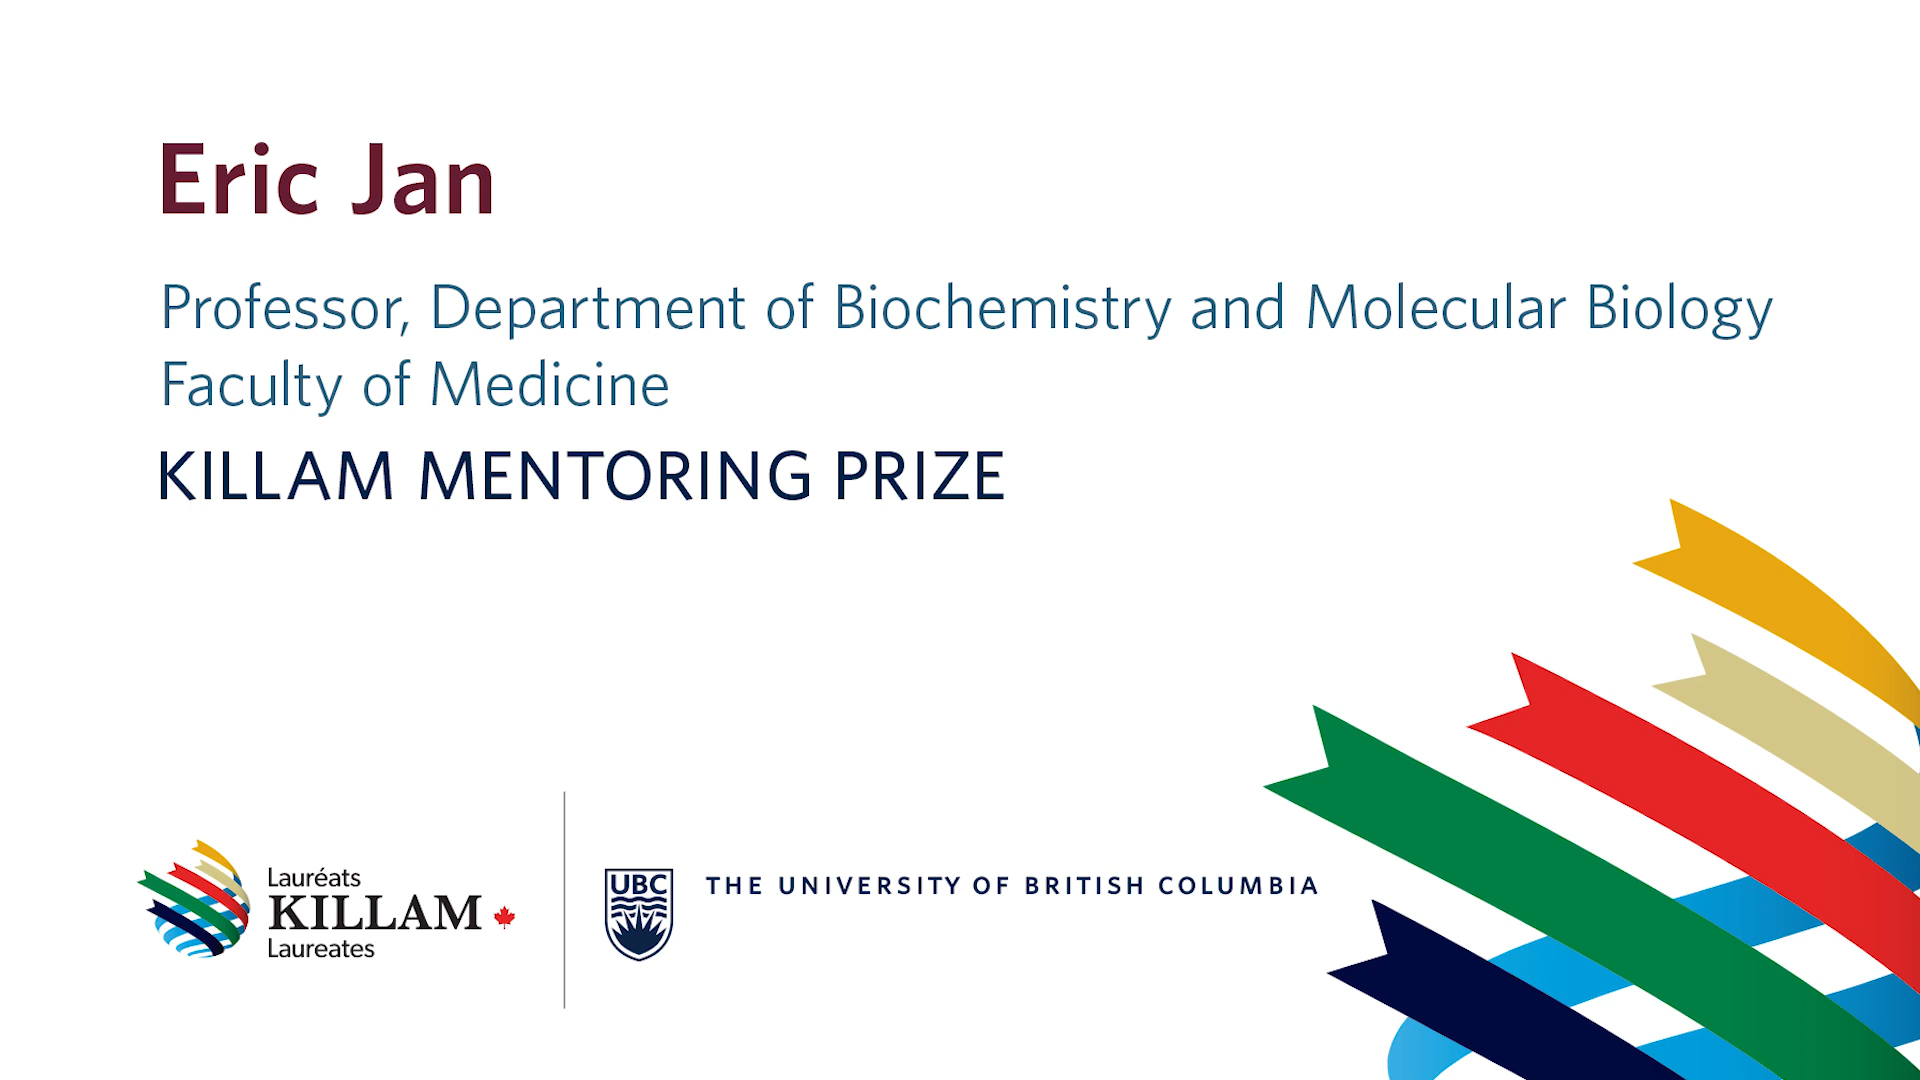 Eric Jan
Professor, Department of Biochemistry and Molecular Biology
Faculty of Medicine
KILLAM MENTORING PRIZE
Lauréats
KILLAM
Laureates
UBC
THE UNIVERSITY OF BRITISH COLUMBIA